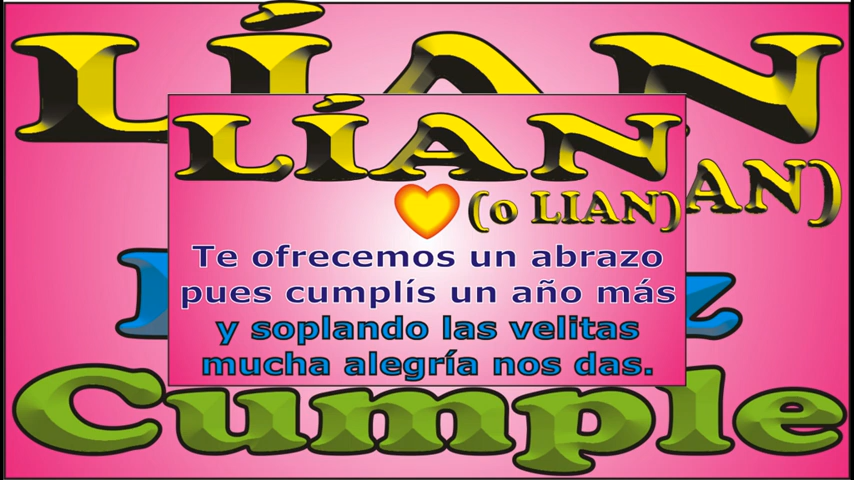 LÍAN
LÍAN
(o LIAN)
AN)
Te ofrecemos un abrazo
pues cumplís un año más
y soplando las velitas
mucha alegría nos das.
Cumple